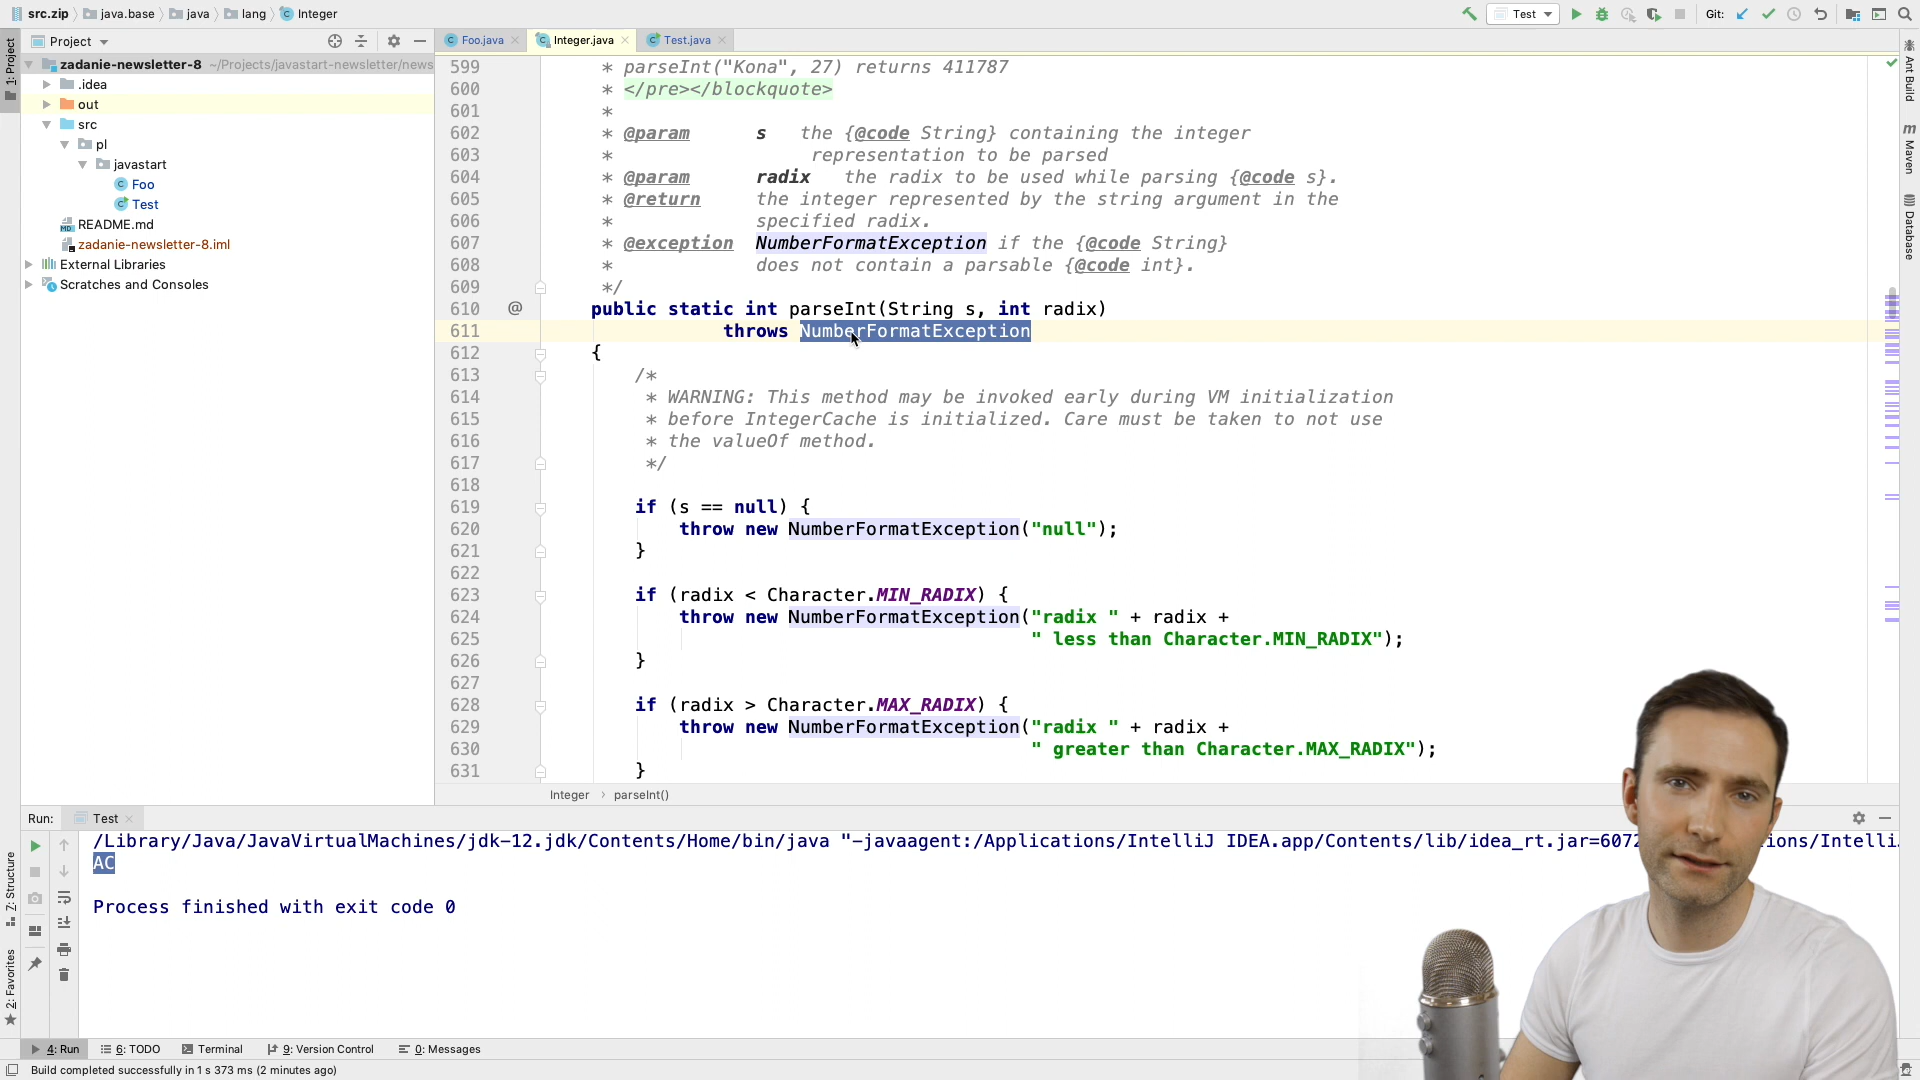 src.zip java.base java lang Integer
Test Git:
Project
Foo.java Integer.java Test.java
zadanie-newsletter-8 ~/Projects/javastart-newsletter/news
.idea
out
src
pl
javastart
Foo
Test
README.md
zadanie-newsletter-8.iml
External Libraries
Scratches and Consoles
1: Project
Z: Structure
2: Favorites
Ant Build
Maven
Database
599 * parseInt("Kona", 27) returns 411787
600 * </pre></blockquote>
601 *
602 * @param s the {@code String} containing the integer
603 * representation to be parsed
604 * @param radix the radix to be used while parsing {@code s}.
605 * @return the integer represented by the string argument in the
606 * specified radix.
607 * @exception NumberFormatException if the {@code String}
608 * does not contain a parsable {@code int}.
609 */
610 @ public static int parseInt(String s, int radix)
611 throws NumberFormatException
612 {
613 /*
614 * WARNING: This method may be invoked early during VM initialization
615 * before IntegerCache is initialized. Care must be taken to not use
616 * the valueOf method.
617 */
618
619 if (s == null) {
620 throw new NumberFormatException("null");
621 }
622
623 if (radix < Character.MIN_RADIX) {
624 throw new NumberFormatException("radix " + radix +
625 " less than Character.MIN_RADIX");
626 }
627
628 if (radix > Character.MAX_RADIX) {
629 throw new NumberFormatException("radix " + radix +
630 " greater than Character.MAX_RADIX");
631 }
Integer parseInt()
Run: Test
/Library/Java/JavaVirtualMachines/jdk-12.jdk/Contents/Home/bin/java "-javaagent:/Applications/IntelliJ IDEA.app/Contents/lib/idea_rt.jar=6072 ions/Intelli
AC
Process finished with exit code 0
4: Run 6: TODO Terminal 9: Version Control 0: Messages
Build completed successfully in 1 s 373 ms (2 minutes ago)